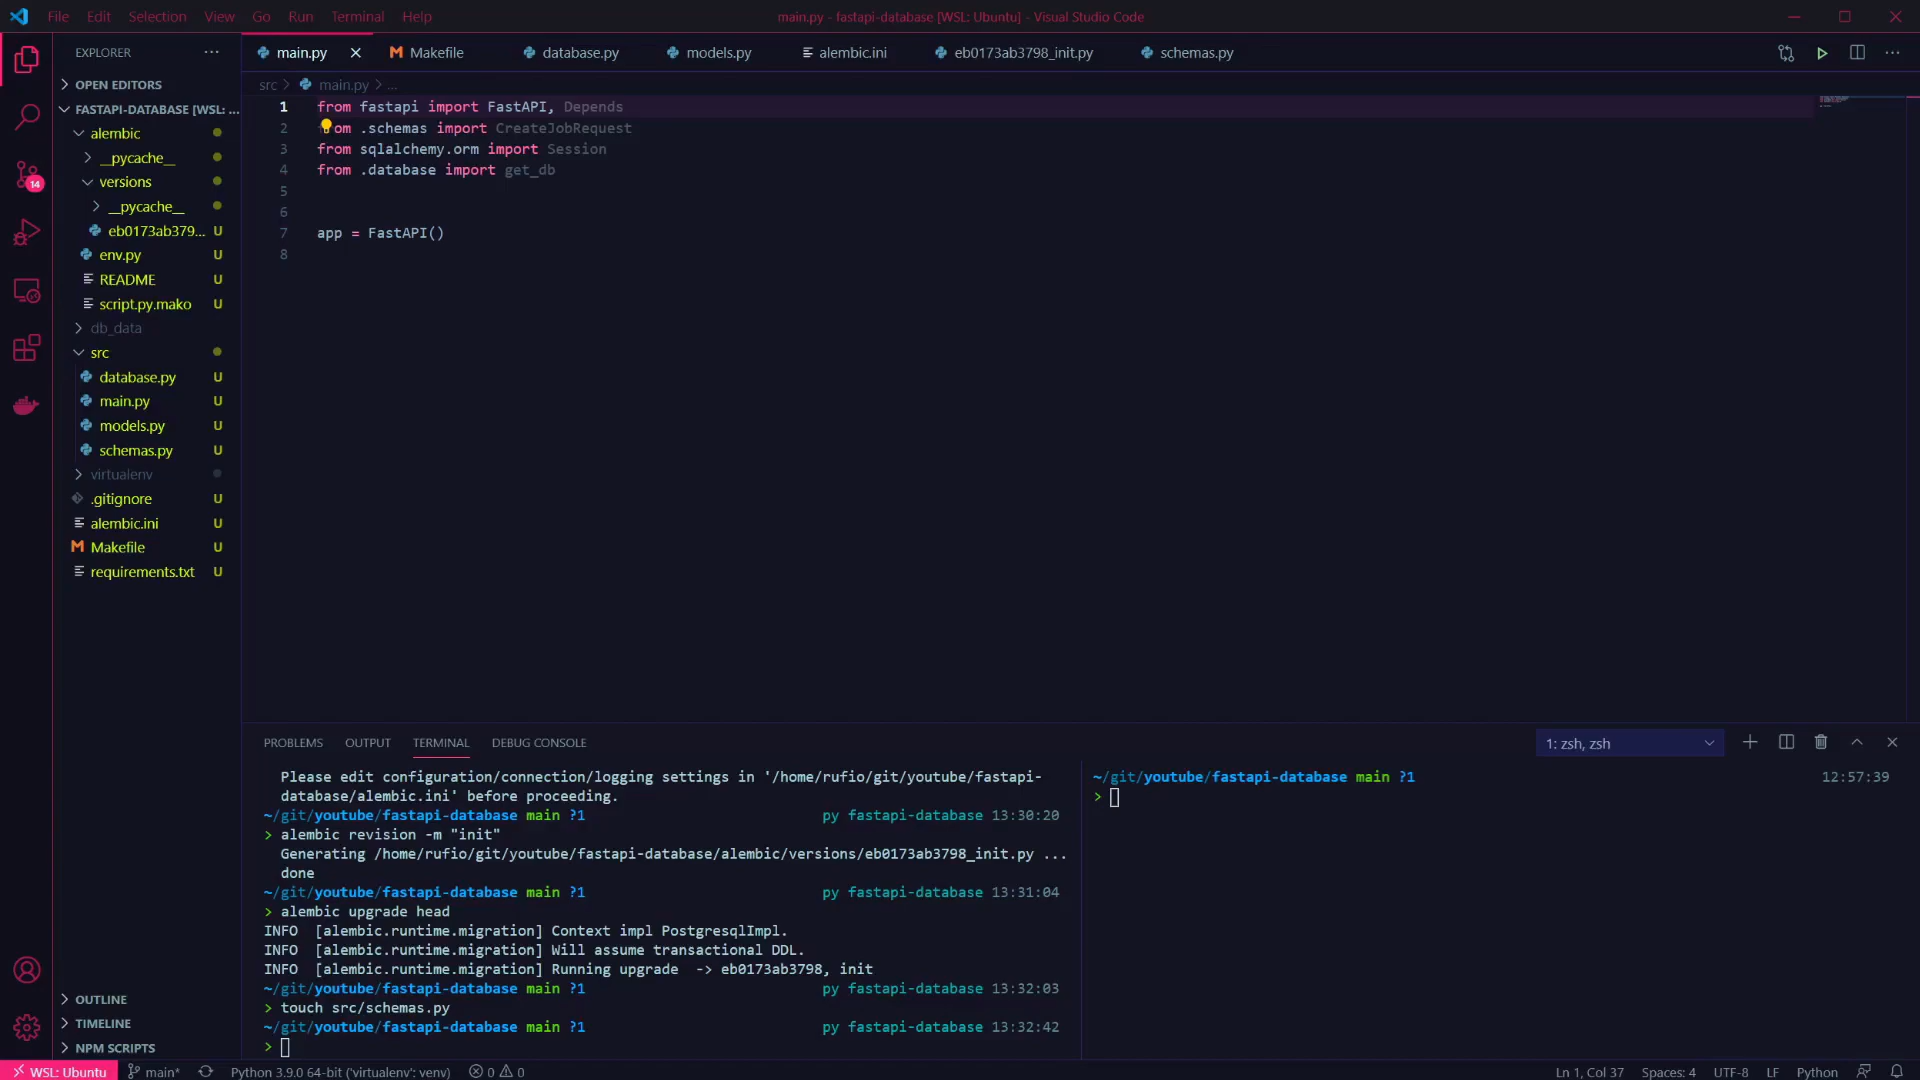 File Edit Selection View Go Run Terminal Help
main.py - fastapi-database [WSL: Ubuntu] - Visual Studio Code
EXPLORER ···
main.py
Makefile
database.py
models.py
alembic.ini
eb0173ab3798_init.py
schemas.py
OPEN EDITORS
FASTAPI-DATABASE [WSL: ...
alembic
__pycache__
versions
__pycache__
eb0173ab379... U
env.py U
README U
script.py.mako U
db_data
src
database.py U
main.py U
models.py U
schemas.py U
virtualenv
.gitignore U
alembic.ini U
Makefile U
requirements.txt U
OUTLINE
TIMELINE
NPM SCRIPTS
14
src > main.py > ...
1 from fastapi import FastAPI, Depends
2 from .schemas import CreateJobRequest
3 from sqlalchemy.orm import Session
4 from .database import get_db
5
6
7 app = FastAPI()
8
PROBLEMS OUTPUT TERMINAL DEBUG CONSOLE
1: zsh, zsh
Please edit configuration/connection/logging settings in '/home/rufio/git/youtube/fastapi-
database/alembic.ini' before proceeding.
~/git/youtube/fastapi-database main ?1 py fastapi-database 13:30:20
> alembic revision -m "init"
Generating /home/rufio/git/youtube/fastapi-database/alembic/versions/eb0173ab3798_init.py ...
done
~/git/youtube/fastapi-database main ?1 py fastapi-database 13:31:04
> alembic upgrade head
INFO [alembic.runtime.migration] Context impl PostgresqlImpl.
INFO [alembic.runtime.migration] Will assume transactional DDL.
INFO [alembic.runtime.migration] Running upgrade -> eb0173ab3798, init
~/git/youtube/fastapi-database main ?1 py fastapi-database 13:32:03
> touch src/schemas.py
~/git/youtube/fastapi-database main ?1 py fastapi-database 13:32:42
>
~/git/youtube/fastapi-database main ?1 12:57:39
>
WSL: Ubuntu main* Python 3.9.0 64-bit ('virtualenv': venv) 0 0
Ln 1, Col 37 Spaces: 4 UTF-8 LF Python